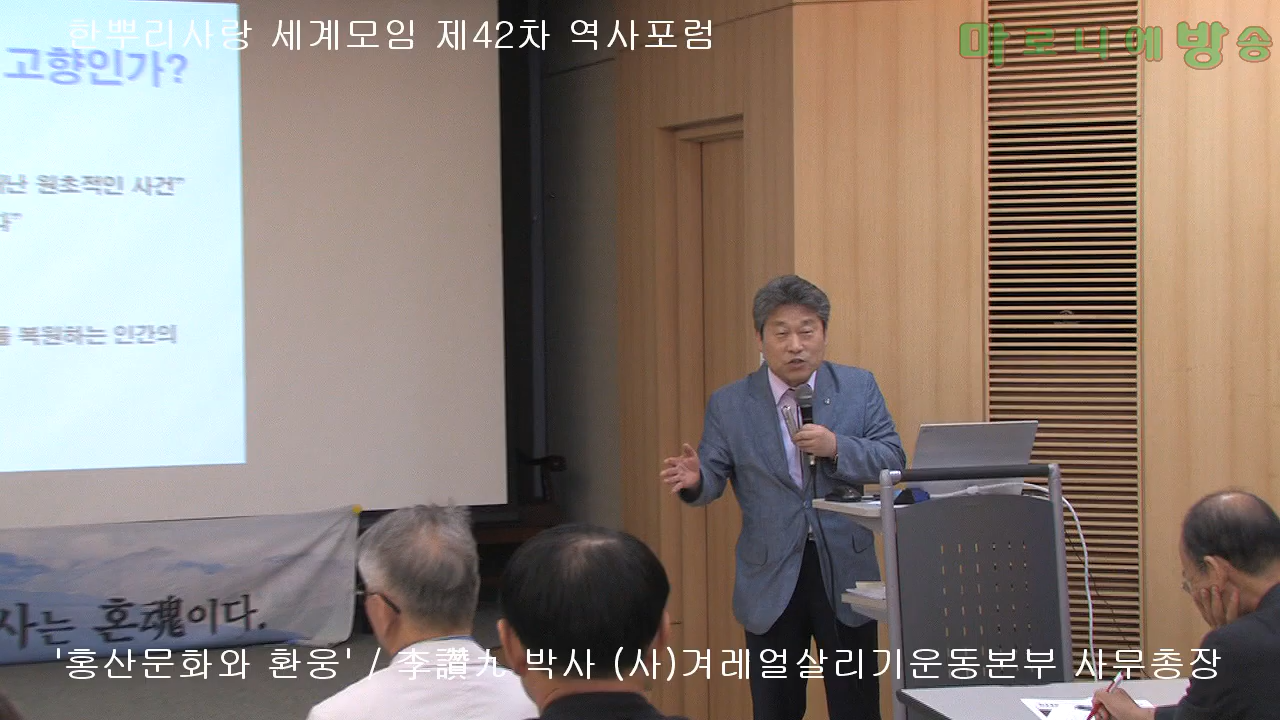 한뿌리사랑 세계모임 제42차 역사포럼
마로니에방송
고향인가?
난 원초적인 사건"
복원하는 인간의
사는 혼魂이다.
'홍산문화와 환웅' / 李讚九 박사 (사)겨레얼살리기운동본부 사무총장